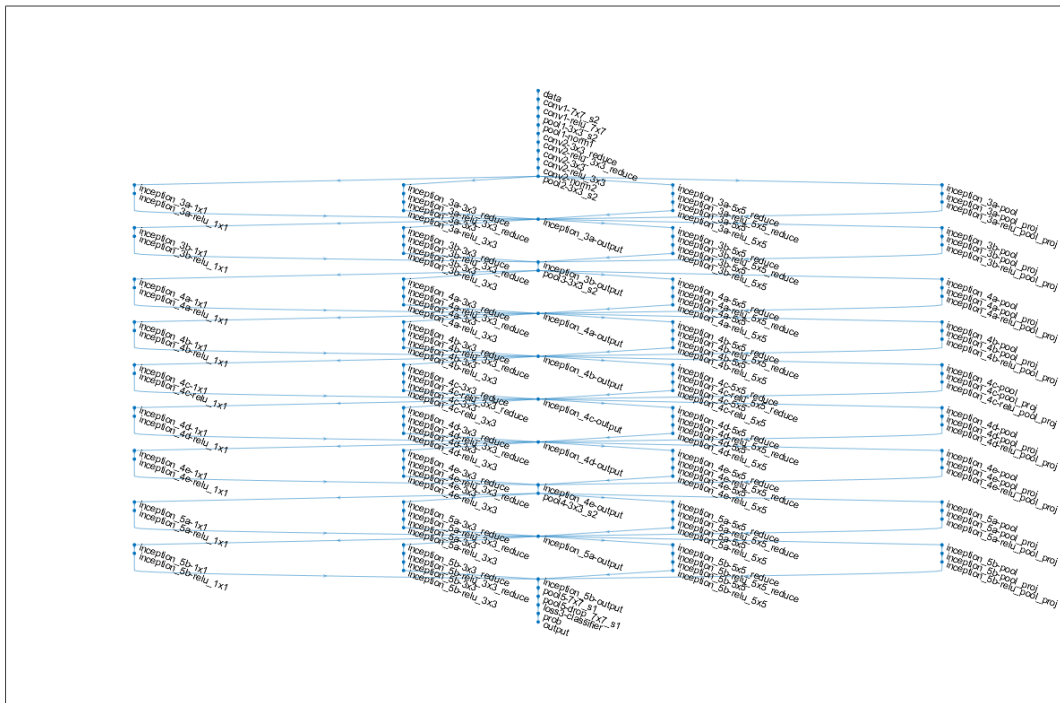 data
conv1-7x7_s2
conv1-relu_7x7
pool1-3x3_s2
pool1-norm1
conv2-3x3_reduce
conv2-relu_3x3_reduce
conv2-3x3
conv2-relu_3x3
conv2-norm2
pool2-3x3_s2
inception_3a-1x1
inception_3a-relu_1x1
inception_3a-3x3_reduce
inception_3a-relu_3x3_reduce
inception_3a-3x3
inception_3a-relu_3x3
inception_3a-5x5_reduce
inception_3a-relu_5x5_reduce
inception_3a-5x5
inception_3a-relu_5x5
inception_3a-pool
inception_3a-pool_proj
inception_3a-relu_pool_proj
inception_3a-output
inception_3b-1x1
inception_3b-relu_1x1
inception_3b-3x3_reduce
inception_3b-relu_3x3_reduce
inception_3b-3x3
inception_3b-relu_3x3
inception_3b-5x5_reduce
inception_3b-relu_5x5_reduce
inception_3b-5x5
inception_3b-relu_5x5
inception_3b-pool
inception_3b-pool_proj
inception_3b-relu_pool_proj
inception_3b-output
pool3-3x3_s2
inception_4a-1x1
inception_4a-relu_1x1
inception_4a-3x3_reduce
inception_4a-relu_3x3_reduce
inception_4a-3x3
inception_4a-relu_3x3
inception_4a-5x5_reduce
inception_4a-relu_5x5_reduce
inception_4a-5x5
inception_4a-relu_5x5
inception_4a-pool
inception_4a-pool_proj
inception_4a-relu_pool_proj
inception_4a-output
inception_4b-1x1
inception_4b-relu_1x1
inception_4b-3x3_reduce
inception_4b-relu_3x3_reduce
inception_4b-3x3
inception_4b-relu_3x3
inception_4b-5x5_reduce
inception_4b-relu_5x5_reduce
inception_4b-5x5
inception_4b-relu_5x5
inception_4b-pool
inception_4b-pool_proj
inception_4b-relu_pool_proj
inception_4b-output
inception_4c-1x1
inception_4c-relu_1x1
inception_4c-3x3_reduce
inception_4c-relu_3x3_reduce
inception_4c-3x3
inception_4c-relu_3x3
inception_4c-5x5_reduce
inception_4c-relu_5x5_reduce
inception_4c-5x5
inception_4c-relu_5x5
inception_4c-pool
inception_4c-pool_proj
inception_4c-relu_pool_proj
inception_4c-output
inception_4d-1x1
inception_4d-relu_1x1
inception_4d-3x3_reduce
inception_4d-relu_3x3_reduce
inception_4d-3x3
inception_4d-relu_3x3
inception_4d-5x5_reduce
inception_4d-relu_5x5_reduce
inception_4d-5x5
inception_4d-relu_5x5
inception_4d-pool
inception_4d-pool_proj
inception_4d-relu_pool_proj
inception_4d-output
inception_4e-1x1
inception_4e-relu_1x1
inception_4e-3x3_reduce
inception_4e-relu_3x3_reduce
inception_4e-3x3
inception_4e-relu_3x3
inception_4e-5x5_reduce
inception_4e-relu_5x5_reduce
inception_4e-5x5
inception_4e-relu_5x5
inception_4e-pool
inception_4e-pool_proj
inception_4e-relu_pool_proj
inception_4e-output
pool4-3x3_s2
inception_5a-1x1
inception_5a-relu_1x1
inception_5a-3x3_reduce
inception_5a-relu_3x3_reduce
inception_5a-3x3
inception_5a-relu_3x3
inception_5a-5x5_reduce
inception_5a-relu_5x5_reduce
inception_5a-5x5
inception_5a-relu_5x5
inception_5a-pool
inception_5a-pool_proj
inception_5a-relu_pool_proj
inception_5a-output
inception_5b-1x1
inception_5b-relu_1x1
inception_5b-3x3_reduce
inception_5b-relu_3x3_reduce
inception_5b-3x3
inception_5b-relu_3x3
inception_5b-5x5_reduce
inception_5b-relu_5x5_reduce
inception_5b-5x5
inception_5b-relu_5x5
inception_5b-pool
inception_5b-pool_proj
inception_5b-relu_pool_proj
inception_5b-output
pool5-7x7_s1
pool5-drop_7x7_s1
loss3-classifier
prob
output